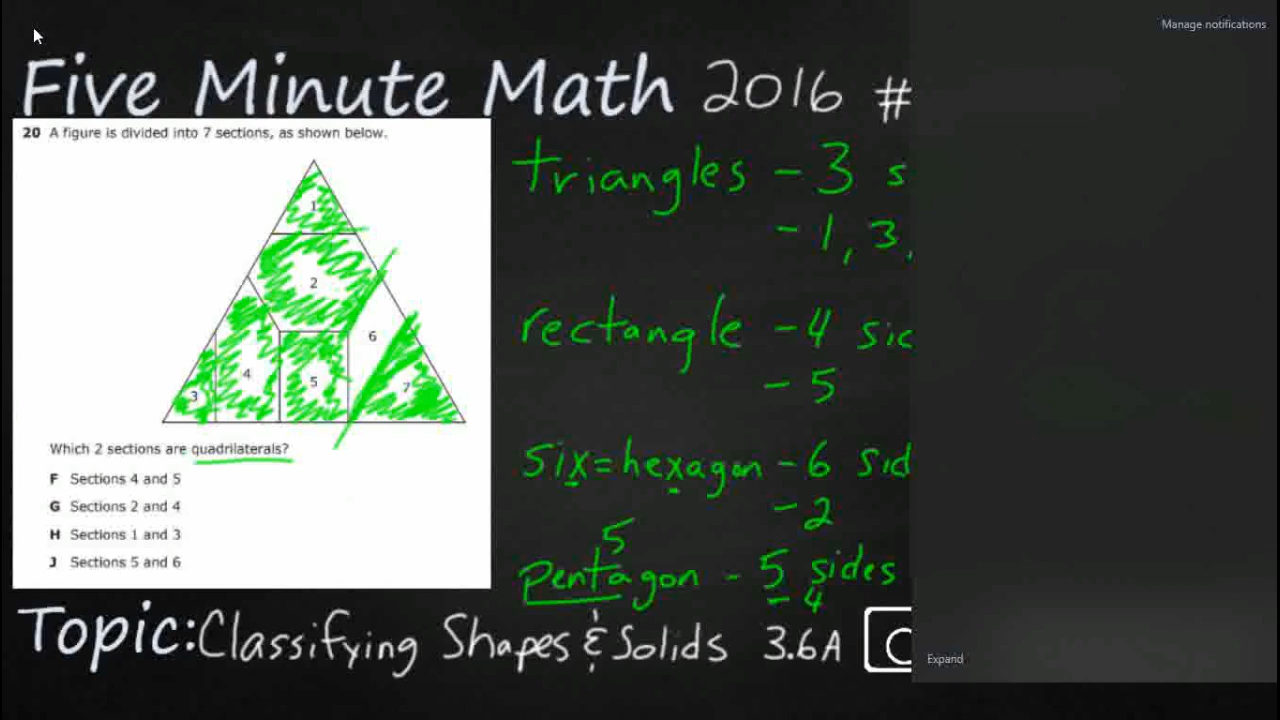 Manage notifications
Five Minute Math 2016 #
20 A figure is divided into 7 sections, as shown below.
1
2
6
4
5
3
7
Which 2 sections are quadrilaterals?
F Sections 4 and 5
G Sections 2 and 4
H Sections 1 and 3
J Sections 5 and 6
triangles - 3 s
- 1, 3,
rectangle - 4 sid
- 5
six = hexagon - 6 sid
- 2
5
pentagon - 5 sides
- 4
Topic: Classifying Shapes & Solids 3.6A
Expand